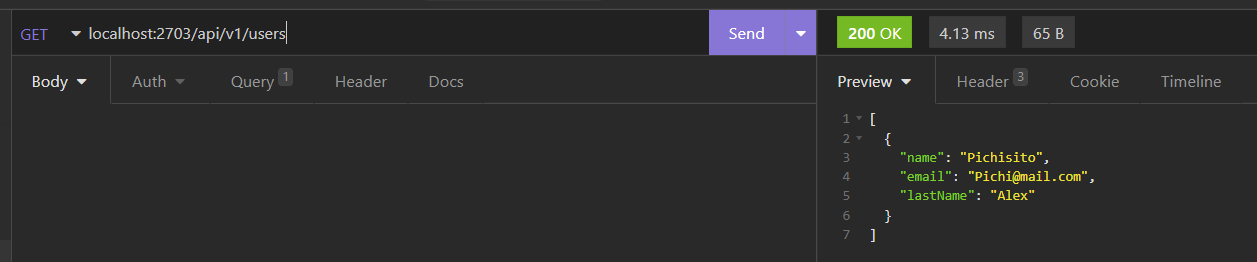 GET localhost:2703/api/v1/users Send 200 OK 4.13 ms 65 B
Body Auth Query 1 Header Docs Preview Header 3 Cookie Timeline
1 [
2 {
3 "name": "Pichisito",
4 "email": "Pichi@mail.com",
5 "lastName": "Alex"
6 }
7 ]